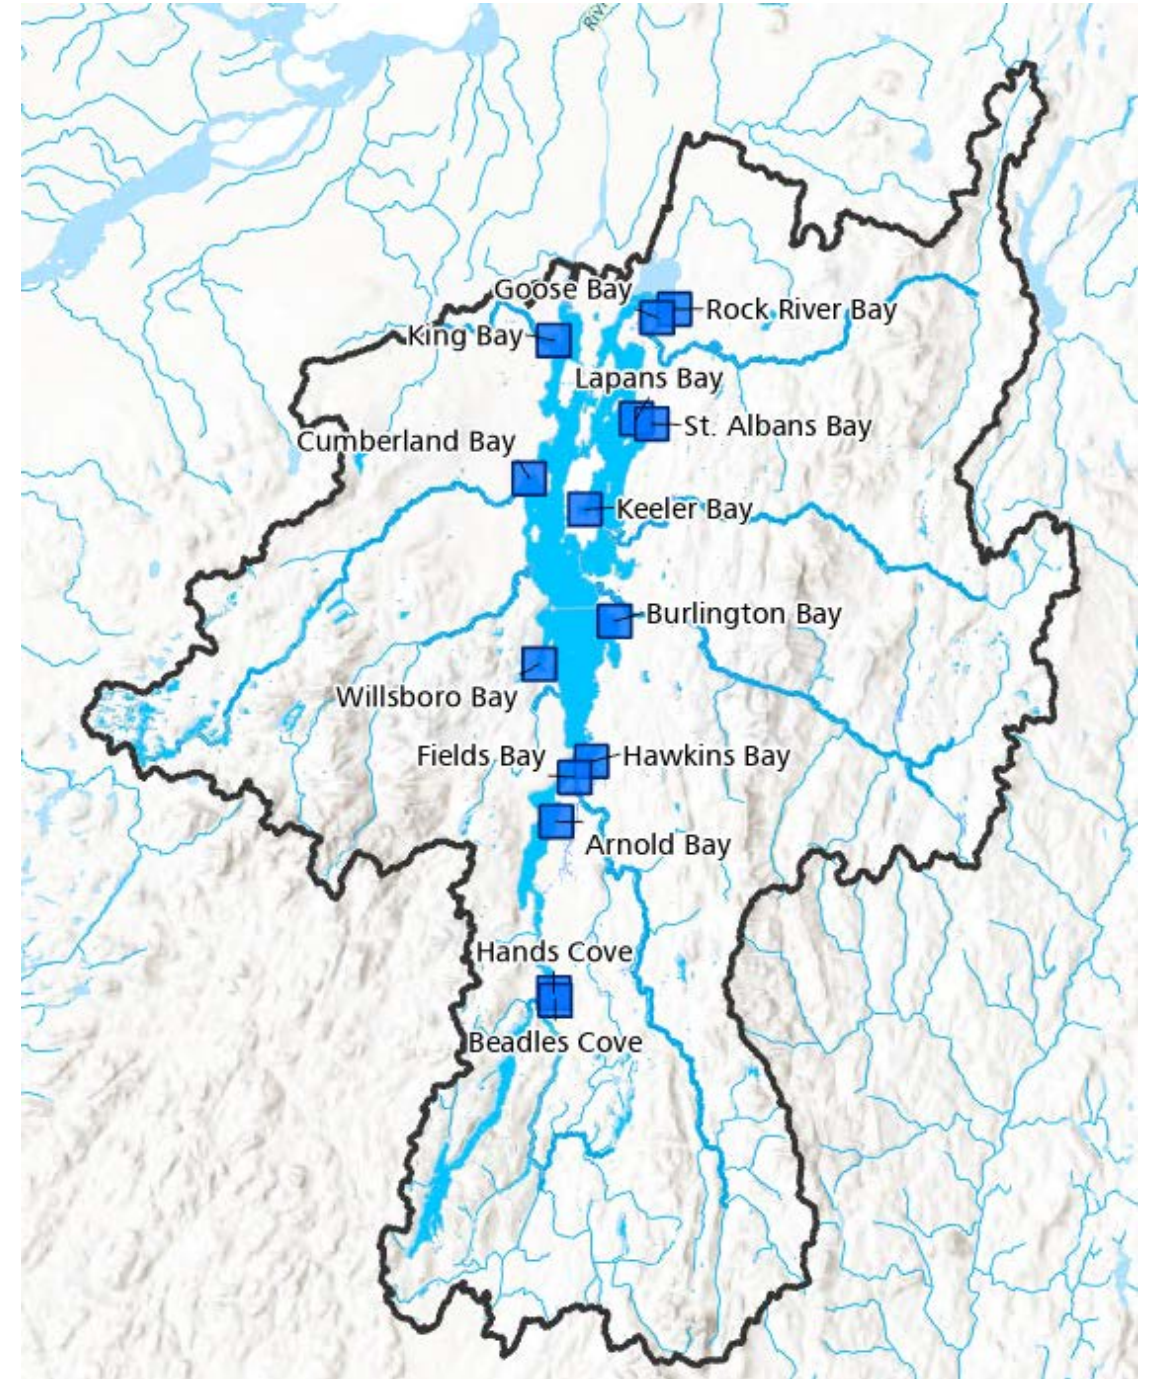 Goose Bay
Rock River Bay
King Bay
Lapans Bay
St. Albans Bay
Cumberland Bay
Keeler Bay
Burlington Bay
Willsboro Bay
Fields Bay
Hawkins Bay
Arnold Bay
Hands Cove
Beadles Cove